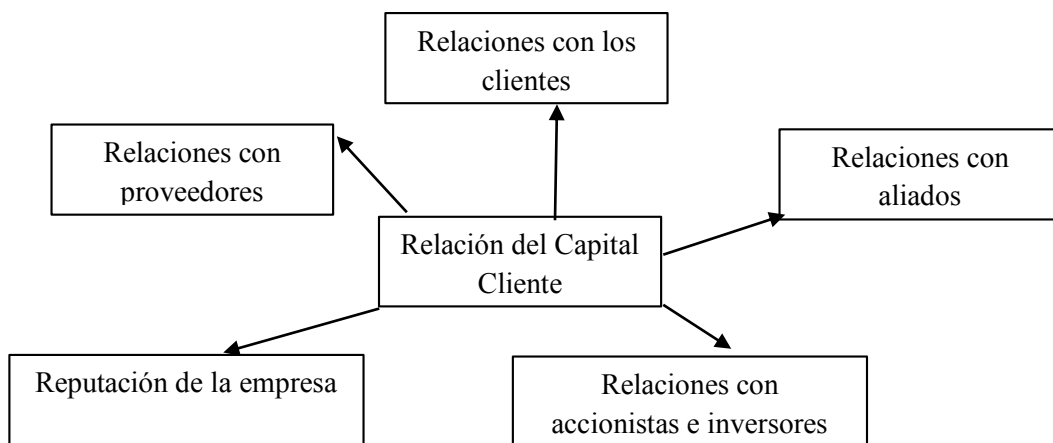 Relaciones con los
clientes
Relaciones con
proveedores
Relaciones con
aliados
Relación del Capital
Cliente
Reputación de la empresa
Relaciones con
accionistas e inversores